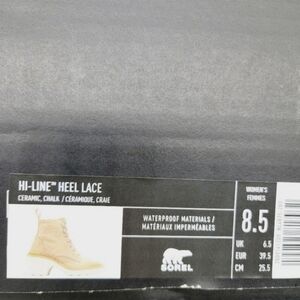 HI-LINE™ HEEL LACE
CERAMIC, CHALK / CÉRAMIQUE, CRAIE
WATERPROOF MATERIALS /
MATÉRIAUX IMPERMÉABLES
SOREL
WOMEN'S
FEMMES
8.5
UK 6.5
EUR 39.5
CM 25.5